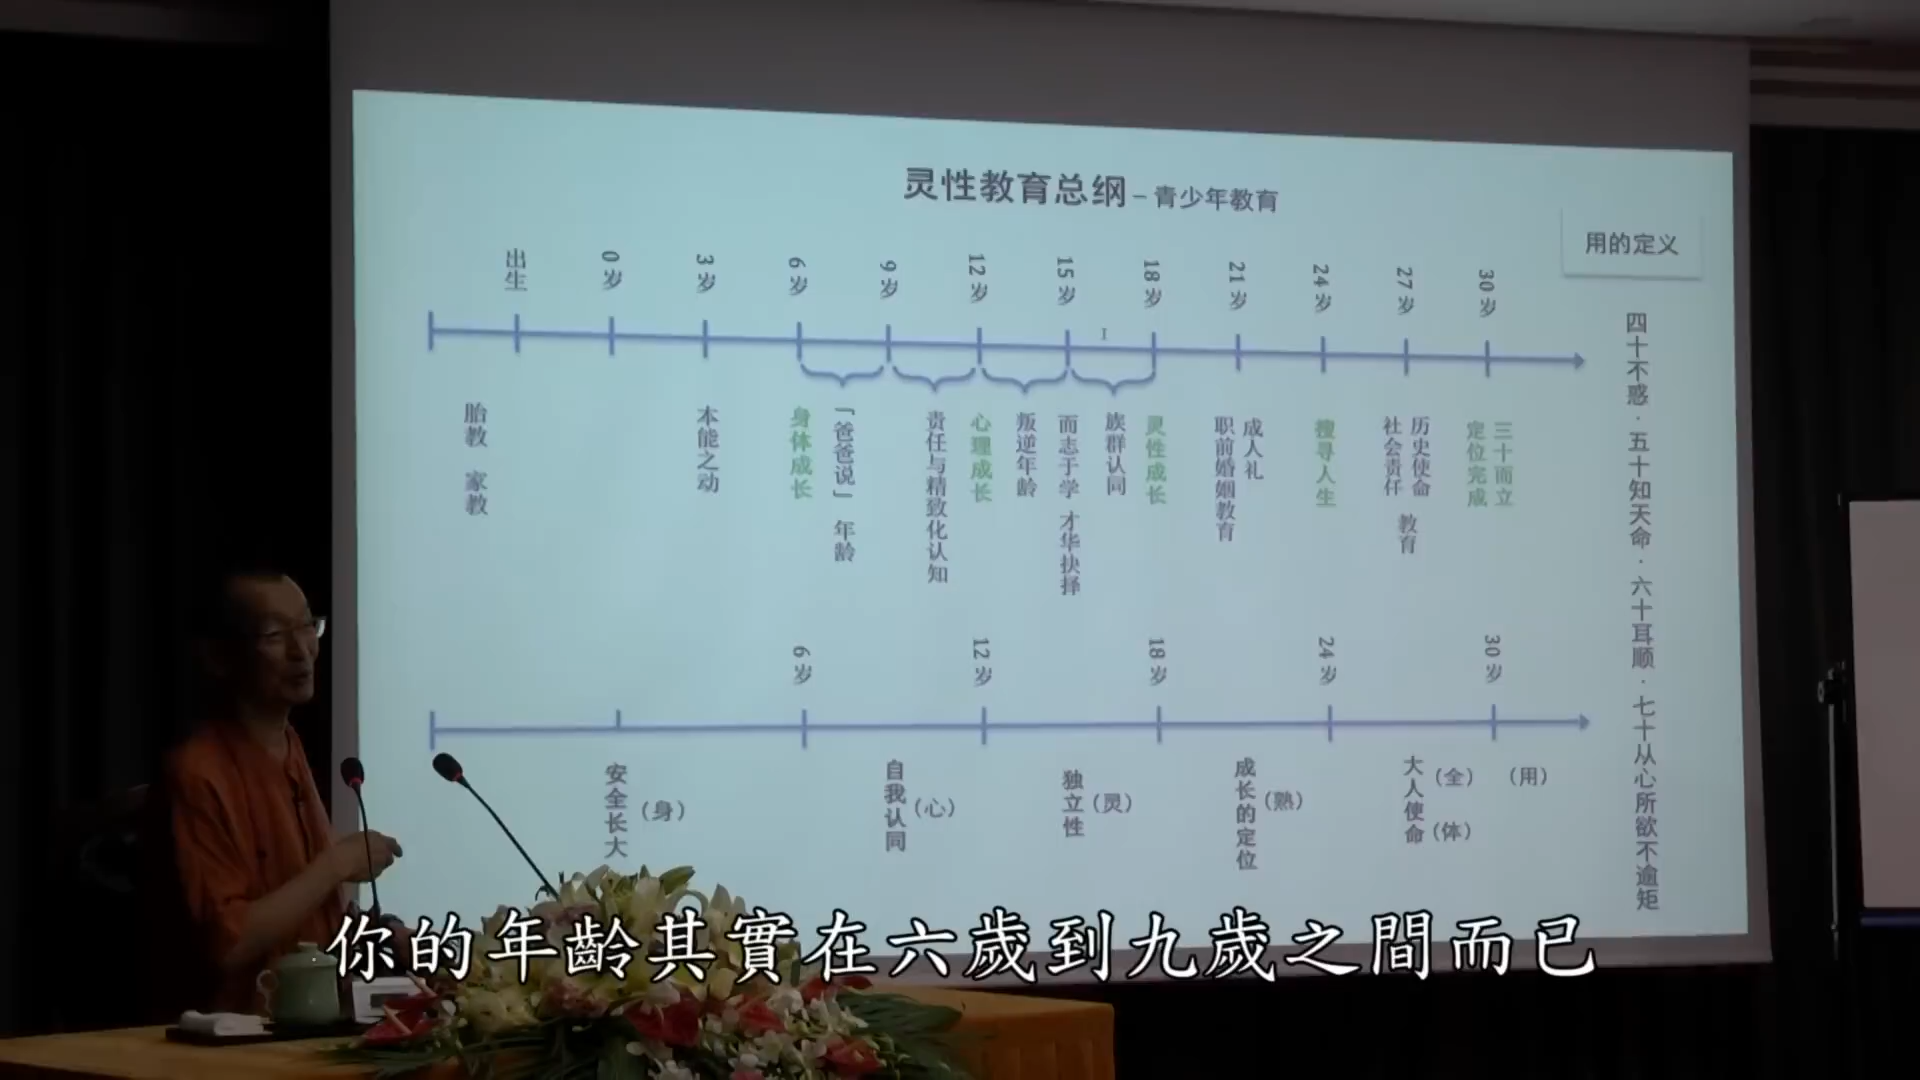 灵性教育总纲 – 青少年教育
用的定义
出生
0岁
3岁
6岁
9岁
12岁
15岁
18岁
21岁
24岁
27岁
30岁
胎教 家教
本能之动
身体成长
「爸爸说」年龄
责任与精致化认知
心理成长
叛逆年龄
而志于学 才华抉择
族群认同
灵性成长
成人礼
职前婚姻教育
搜寻人生
历史使命
社会责任
教育
三十而立
定位完成
四十不惑·五十知天命·六十耳顺·七十从心所欲不逾矩
6岁
12岁
18岁
24岁
30岁
安全长大（身）
自我认同（心）
独立性（灵）
成长的定位（熟）
大人使命（全）（体）
（用）
你的年齡其實在六歲到九歲之間而已